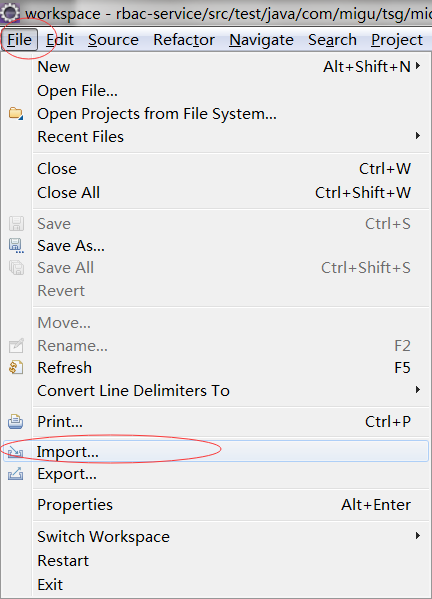 workspace - rbac-service/src/test/java/com/migu/tsg/mic
File Edit Source Refactor Navigate Search Project
New Alt+Shift+N
Open File...
Open Projects from File System...
Recent Files
Close Ctrl+W
Close All Ctrl+Shift+W
Save Ctrl+S
Save As...
Save All Ctrl+Shift+S
Revert
Move...
Rename... F2
Refresh F5
Convert Line Delimiters To
Print... Ctrl+P
Import...
Export...
Properties Alt+Enter
Switch Workspace
Restart
Exit